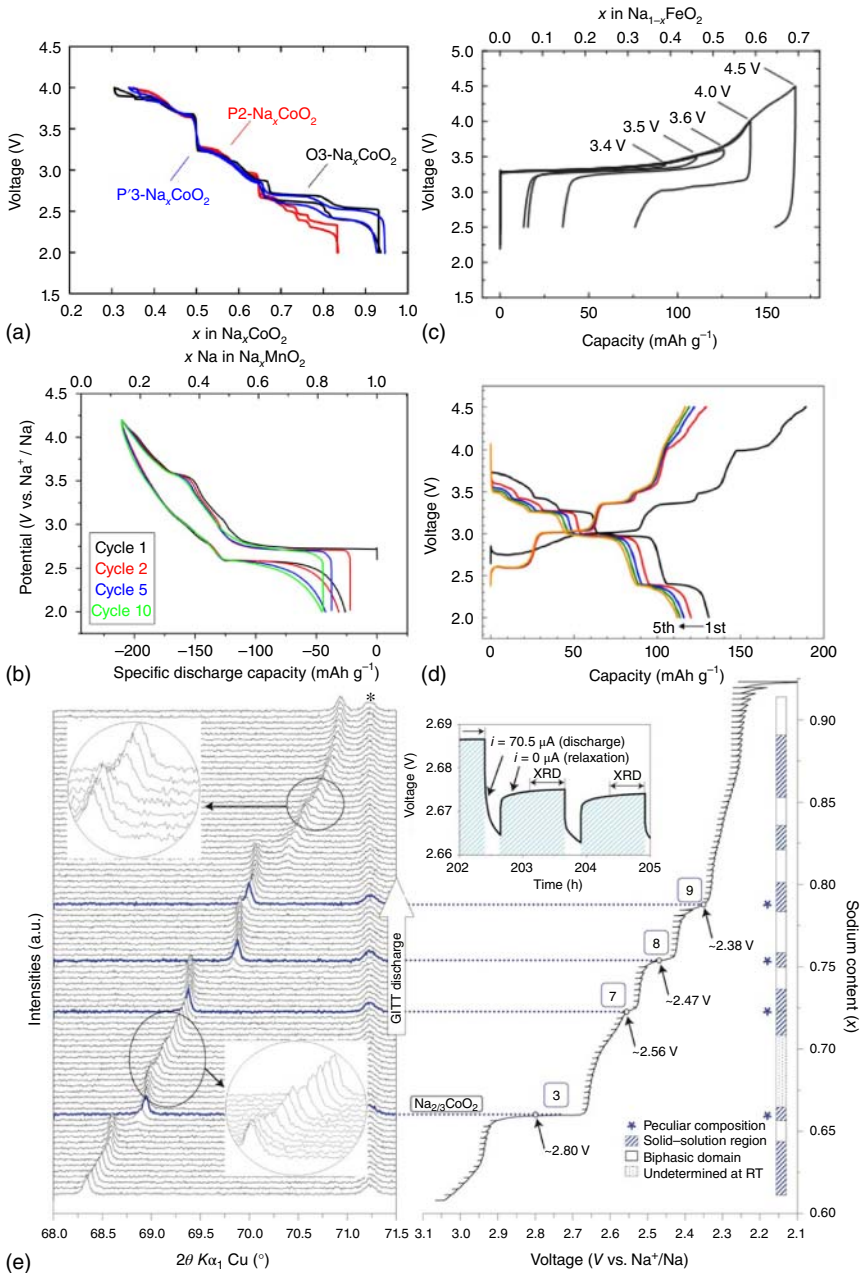 4.0
3.5
3.0
2.5
2.0
1.5
Voltage (V)
P2-NaₓCoO₂
O3-NaₓCoO₂
P′3-NaₓCoO₂
0.2 0.3 0.4 0.5 0.6 0.7 0.8 0.9 1.0
x in NaₓCoO₂
(a)
x in Na₁₋ₓFeO₂
0.0 0.1 0.2 0.3 0.4 0.5 0.6 0.7
5.0
4.5
4.0
3.5
3.0
2.5
2.0
1.5
Voltage (V)
4.5 V
4.0 V
3.6 V
3.5 V
3.4 V
0 50 100 150
Capacity (mAh g⁻¹)
(c)
x Na in NaₓMnO₂
0.0 0.2 0.4 0.6 0.8 1.0
4.5
4.0
3.5
3.0
2.5
2.0
1.5
Potential (V vs. Na⁺ / Na)
Cycle 1
Cycle 2
Cycle 5
Cycle 10
−200 −150 −100 −50 0
Specific discharge capacity (mAh g⁻¹)
(b)
4.5
4.0
3.5
3.0
2.5
2.0
Voltage (V)
5th 1st
0 50 100 150 200
Capacity (mAh g⁻¹)
(d)
Intensities (a.u.)
*
GITT discharge
68.0 68.5 69.0 69.5 70.0 70.5 71.0 71.5
2θ Kα₁ Cu (°)
(e)
2.69
2.68
2.67
2.66
Voltage (V)
i = 70.5 µA (discharge)
i = 0 µA (relaxation)
XRD XRD
202 203 204 205
Time (h)
9
~2.38 V
8
~2.47 V
7
~2.56 V
Na₂/₃CoO₂
3
~2.80 V
Peculiar composition
Solid–solution region
Biphasic domain
Undetermined at RT
3.1 3.0 2.9 2.8 2.7 2.6 2.5 2.4 2.3 2.2 2.1
Voltage (V vs. Na⁺/Na)
0.90
0.85
0.80
0.75
0.70
0.65
0.60
Sodium content (x)